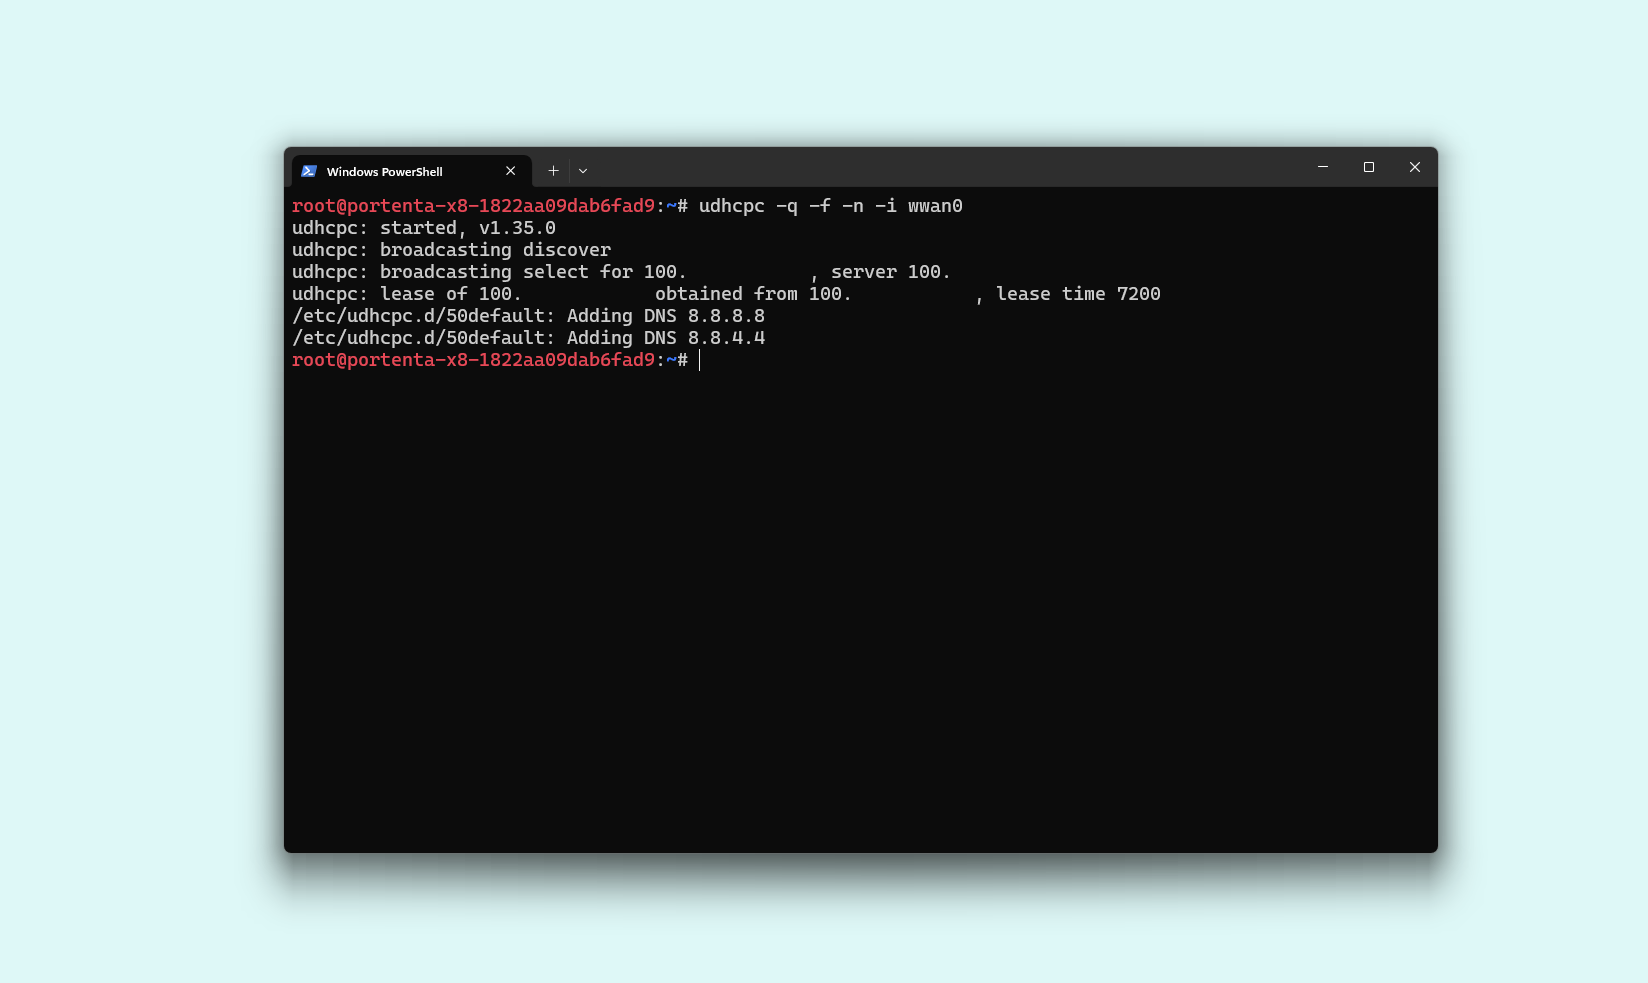 Windows PowerShell
root@portenta-x8-1822aa09dab6fad9:~# udhcpc -q -f -n -i wwan0
udhcpc: started, v1.35.0
udhcpc: broadcasting discover
udhcpc: broadcasting select for 100.           , server 100.
udhcpc: lease of 100.            obtained from 100.           , lease time 7200
/etc/udhcpc.d/50default: Adding DNS 8.8.8.8
/etc/udhcpc.d/50default: Adding DNS 8.8.4.4
root@portenta-x8-1822aa09dab6fad9:~#